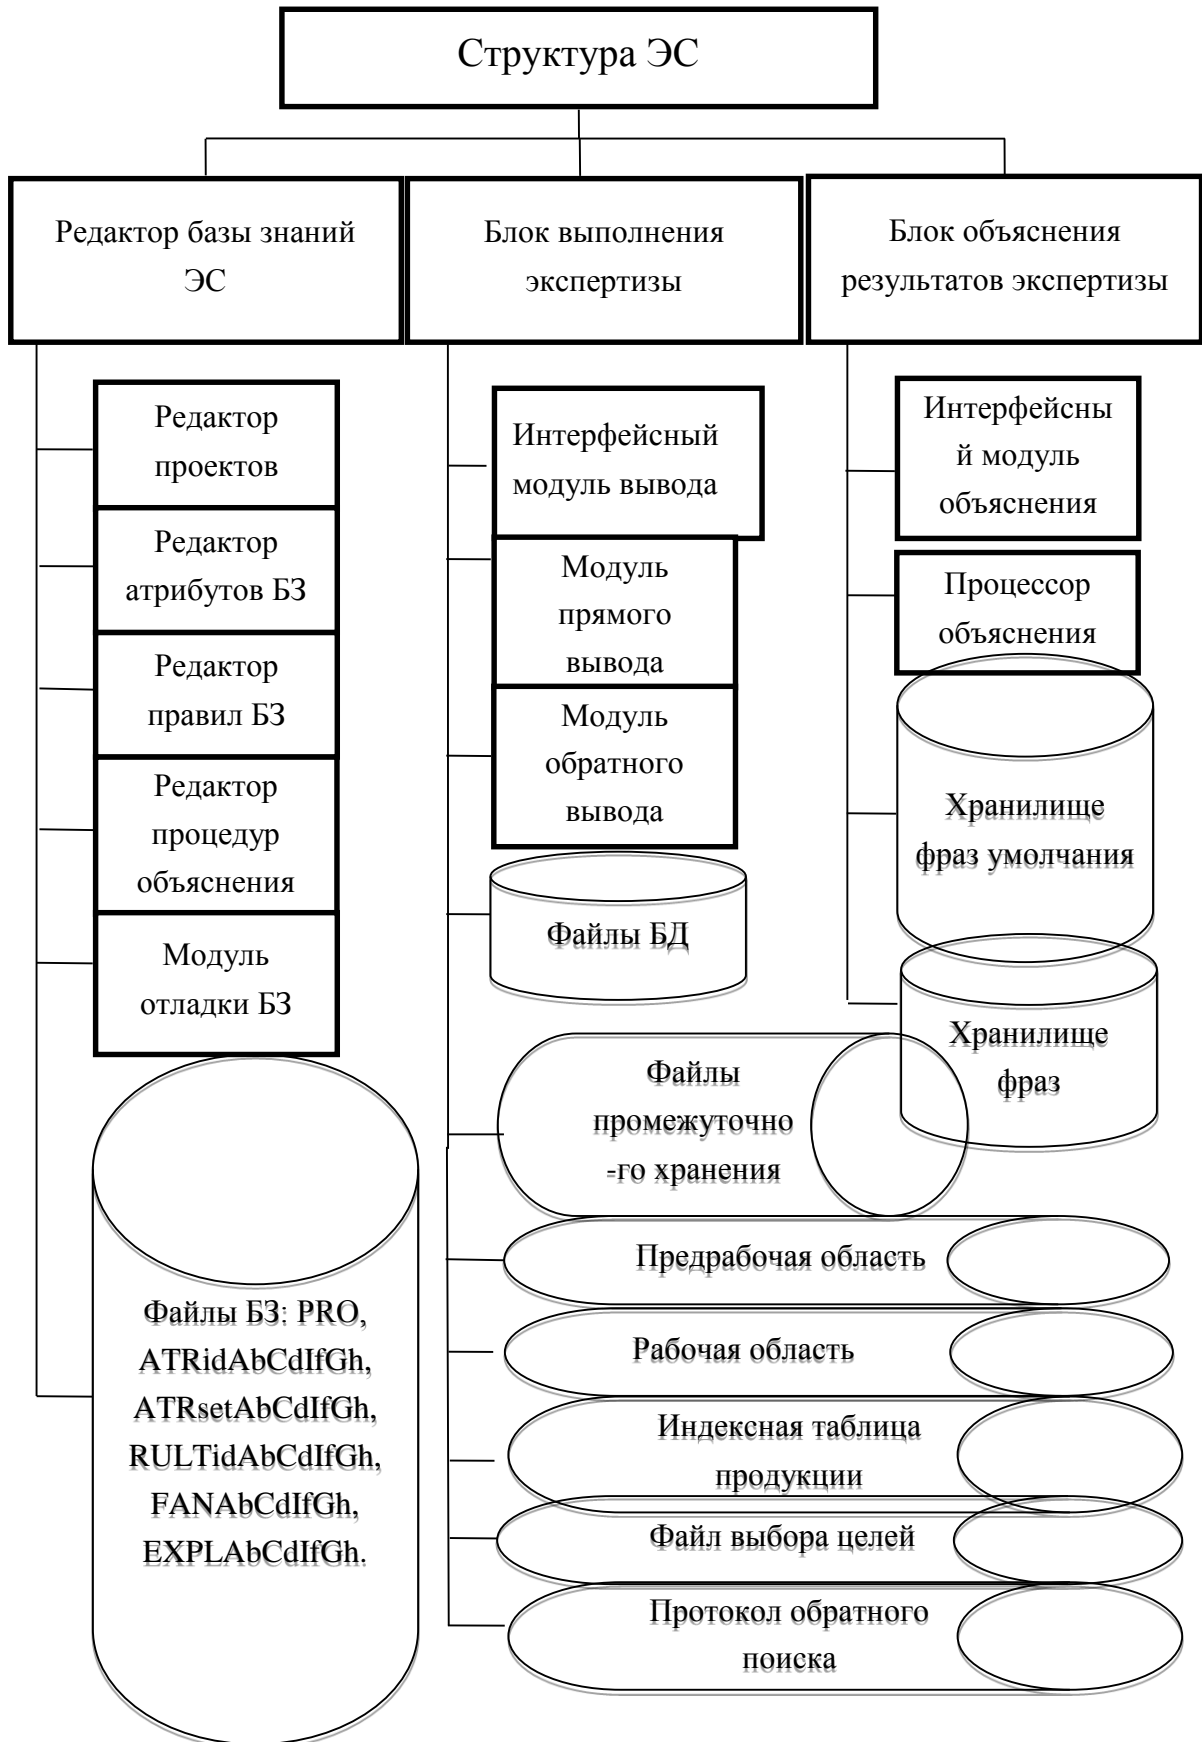 Структура ЭС
Редактор базы знаний
ЭС
Блок выполнения
экспертизы
Блок объяснения
результатов экспертизы
Редактор
проектов
Редактор
атрибутов БЗ
Редактор
правил БЗ
Редактор
процедур
объяснения
Модуль
отладки БЗ
Файлы БЗ: PRO,
ATRidAbCdIfGh,
ATRsetAbCdIfGh,
RULTidAbCdIfGh,
FANAbCdIfGh,
EXPLAbCdIfGh.
Интерфейсный
модуль вывода
Модуль
прямого
вывода
Модуль
обратного
вывода
Файлы БД
Файлы
промежуточно
-го хранения
Предрабочая область
Рабочая область
Индексная таблица
продукции
Файл выбора целей
Протокол обратного
поиска
Интерфейсны
й модуль
объяснения
Процессор
объяснения
Хранилище
фраз умолчания
Хранилище
фраз